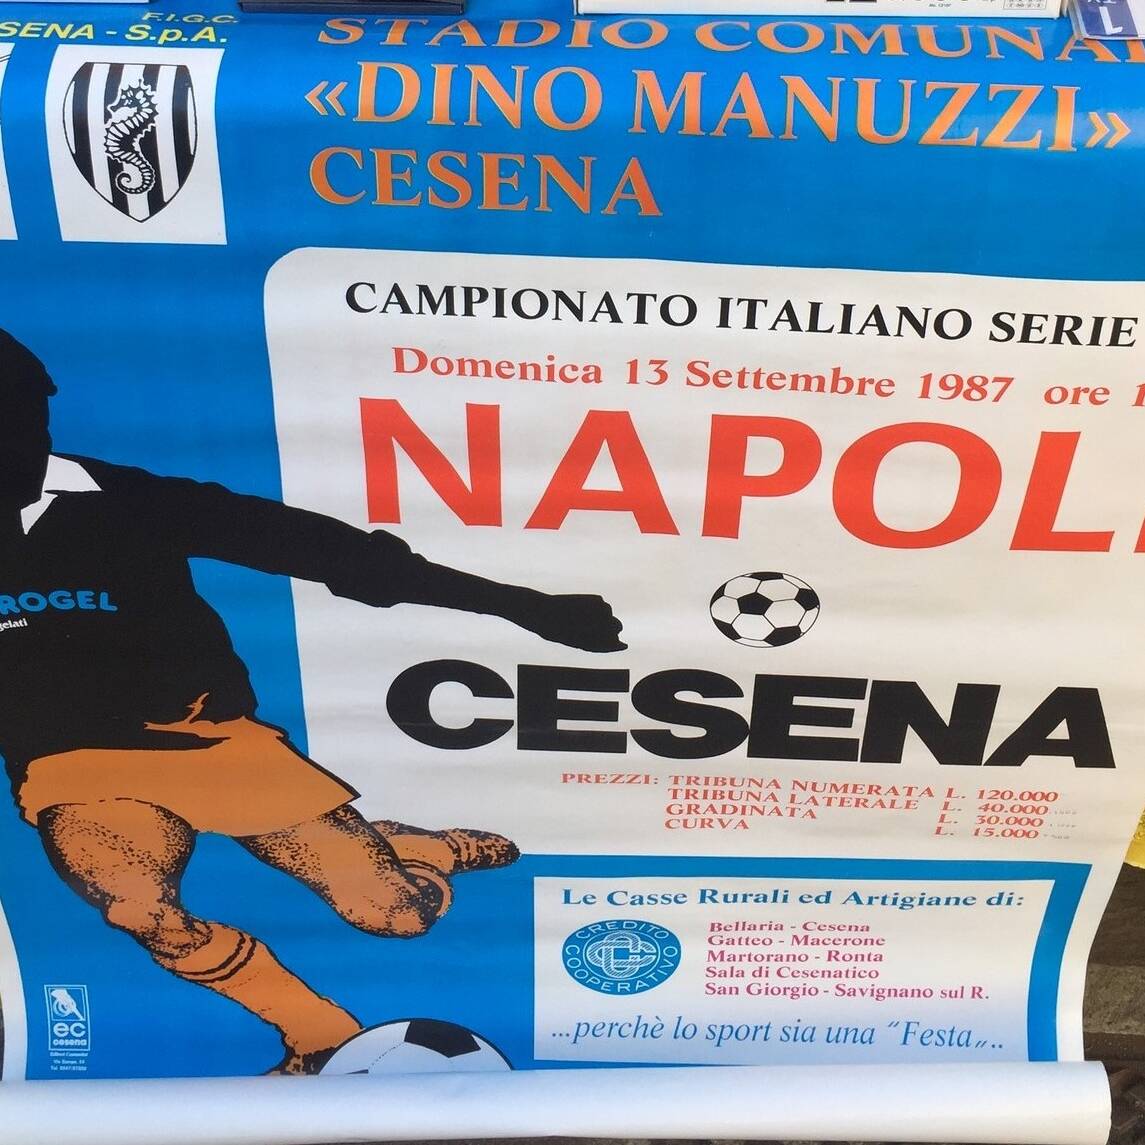 F.I.G.C.
SENA - S.p.A.
STADIO COMUNA
«DINO MANUZZI»
CESENA
CAMPIONATO ITALIANO SERIE
Domenica 13 Settembre 1987 ore 1
NAPOL
CESENA
ROGEL
gelati
PREZZI: TRIBUNA NUMERATA L. 120.000
TRIBUNA LATERALE L. 40.000
GRADINATA L. 30.000
CURVA L. 15.000
Le Casse Rurali ed Artigiane di:
CREDITO COOPERATIVO
Bellaria - Cesena
Gatteo - Macerone
Martorano - Ronta
Sala di Cesenatico
San Giorgio - Savignano sul R.
...perchè lo sport sia una "Festa„..
ec
cesena